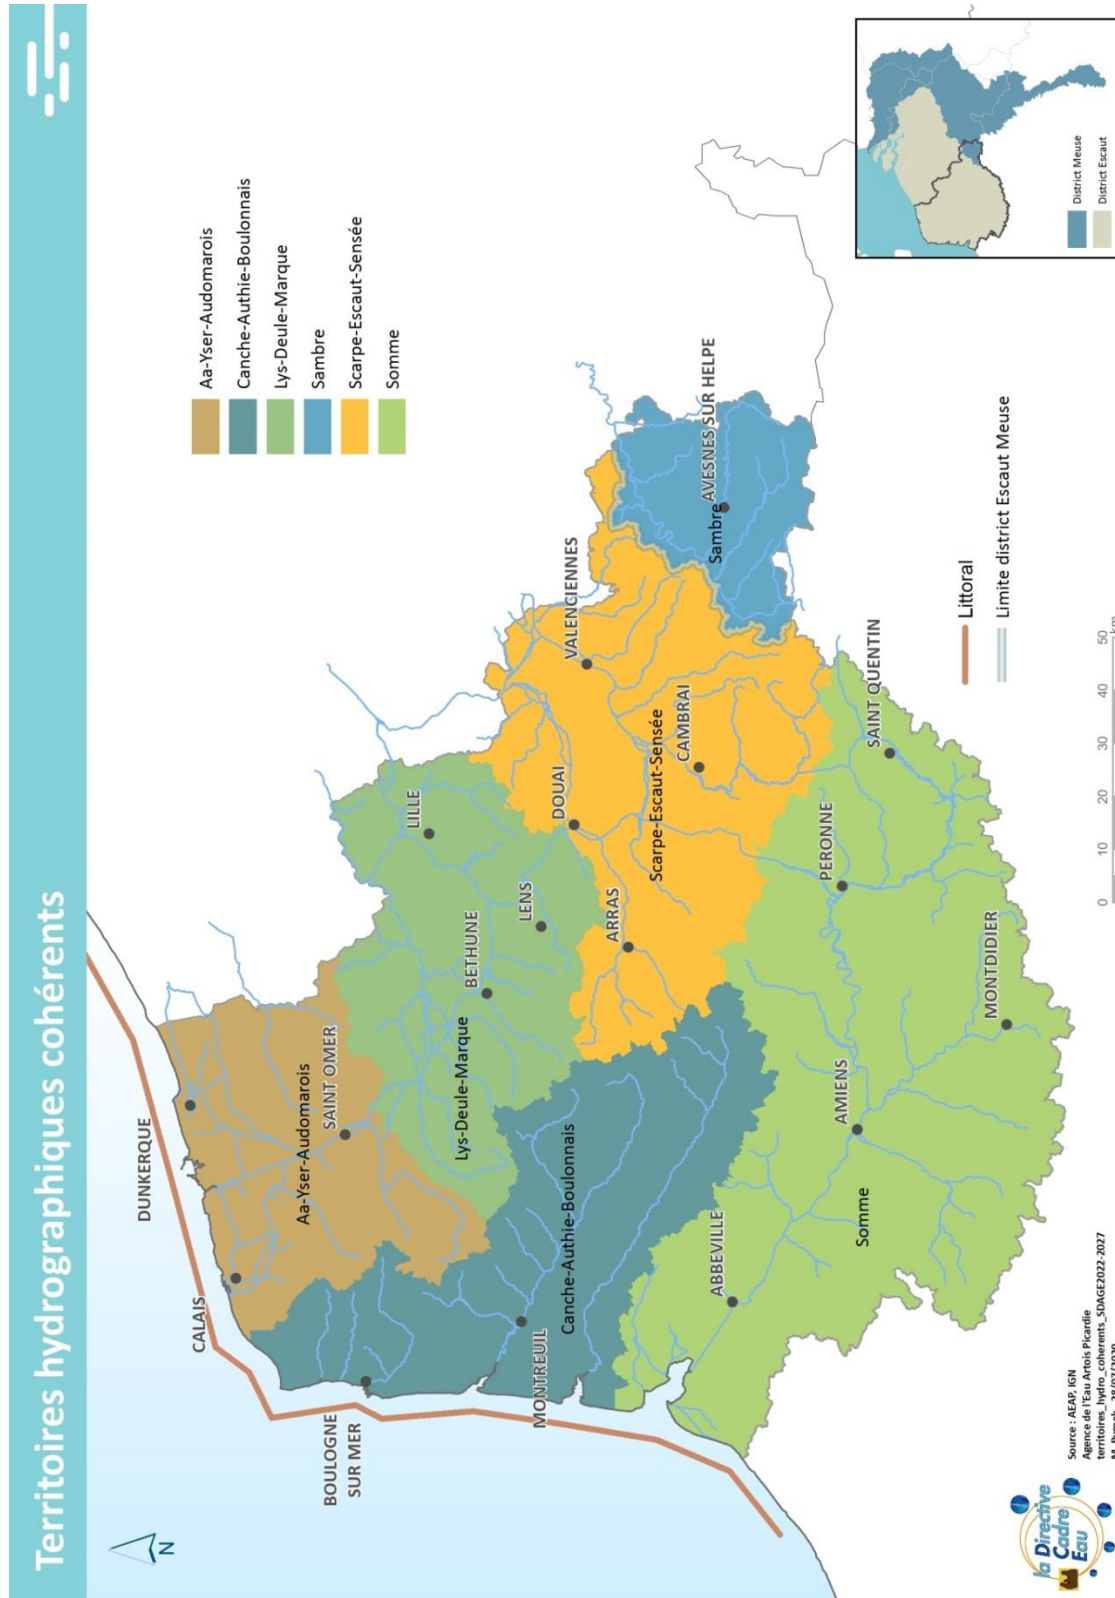 Territoires hydrographiques cohérents
Aa-Yser-Audomarois
Canche-Authie-Boulonnais
Lys-Deule-Marque
Sambre
Scarpe-Escaut-Sensée
Somme
N
DUNKERQUE
CALAIS
Aa-Yser-Audomarois
SAINT OMER
BOULOGNE
SUR MER
LILLE
BETHUNE
Lys-Deule-Marque
LENS
MONTREUIL
Canche-Authie-Boulonnais
DOUAI
VALENCIENNES
ARRAS
Scarpe-Escaut-Sensée
CAMBRAI
Sambre
AVESNES SUR HELPE
ABBEVILLE
PERONNE
AMIENS
Somme
SAINT QUENTIN
MONTDIDIER
Littoral
Limite district Escaut Meuse
0 10 20 30 40 50
km
District Meuse
District Escaut
la Directive
Cadre
Eau
Source : AEAP, IGN
Agence de l'Eau Artois Picardie
territoires_hydro_coherents_SDAGE2022-2027